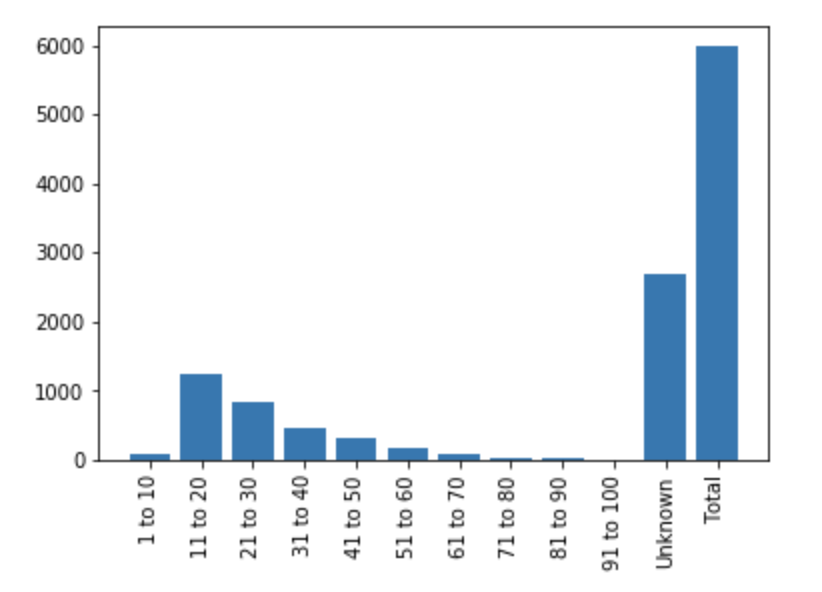 6000
5000
4000
3000
2000
1000
0
1 to 10
11 to 20
21 to 30
31 to 40
41 to 50
51 to 60
61 to 70
71 to 80
81 to 90
91 to 100
Unknown
Total